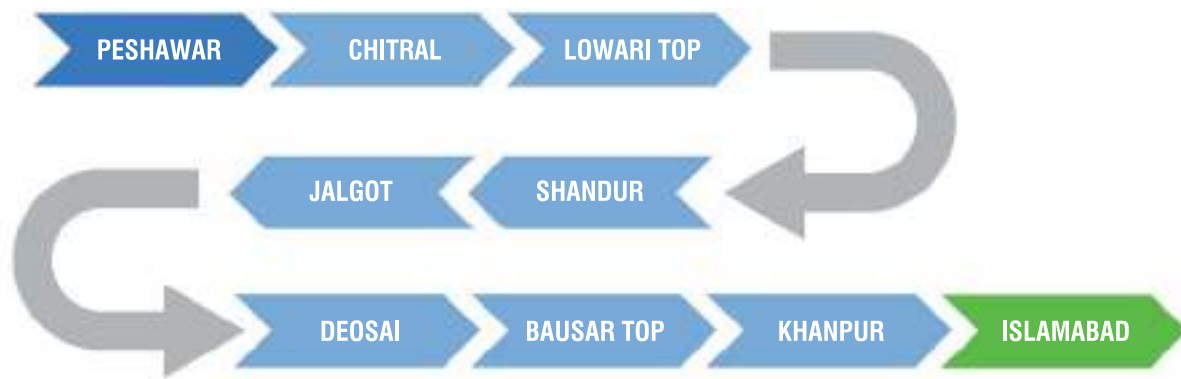 PESHAWAR CHITRAL LOWARI TOP
SHANDUR JALGOT
DEOSAI BAUSAR TOP KHANPUR ISLAMABAD